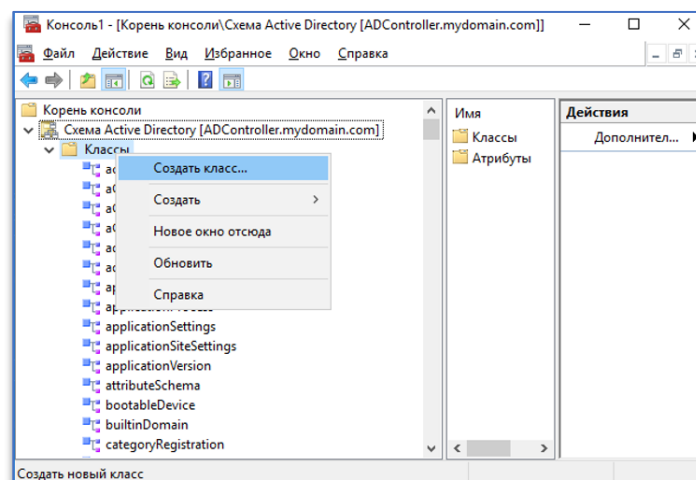 Консоль1 - [Корень консоли\Схема Active Directory [ADController.mydomain.com]]
Файл Действие Вид Избранное Окно Справка
Корень консоли
Схема Active Directory [ADController.mydomain.com]
Классы
Создать класс...
Создать
Новое окно отсюда
Обновить
Справка
applicationSettings
applicationSiteSettings
applicationVersion
attributeSchema
bootableDevice
builtinDomain
categoryRegistration
Имя
Классы
Атрибуты
Действия
Дополнител...
Создать новый класс